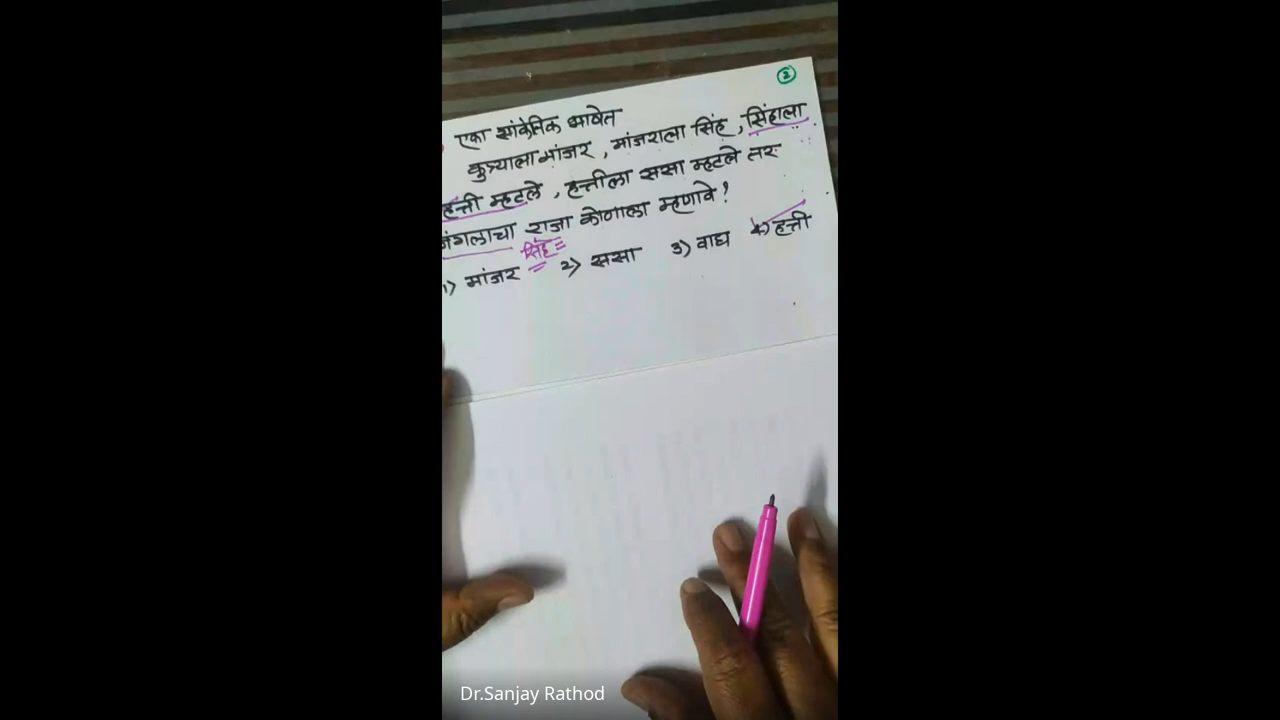 2
एका सांकेतिक भाषेत
कुत्र्याला मांजर , मांजराला सिंह , सिंहाला
हत्ती म्हटले , हत्तीला ससा म्हटले तर
जंगलाचा राजा कोणाला म्हणावे ?
सिंह =
1) मांजर 2) ससा 3) वाघ 4) हत्ती
Dr.Sanjay Rathod